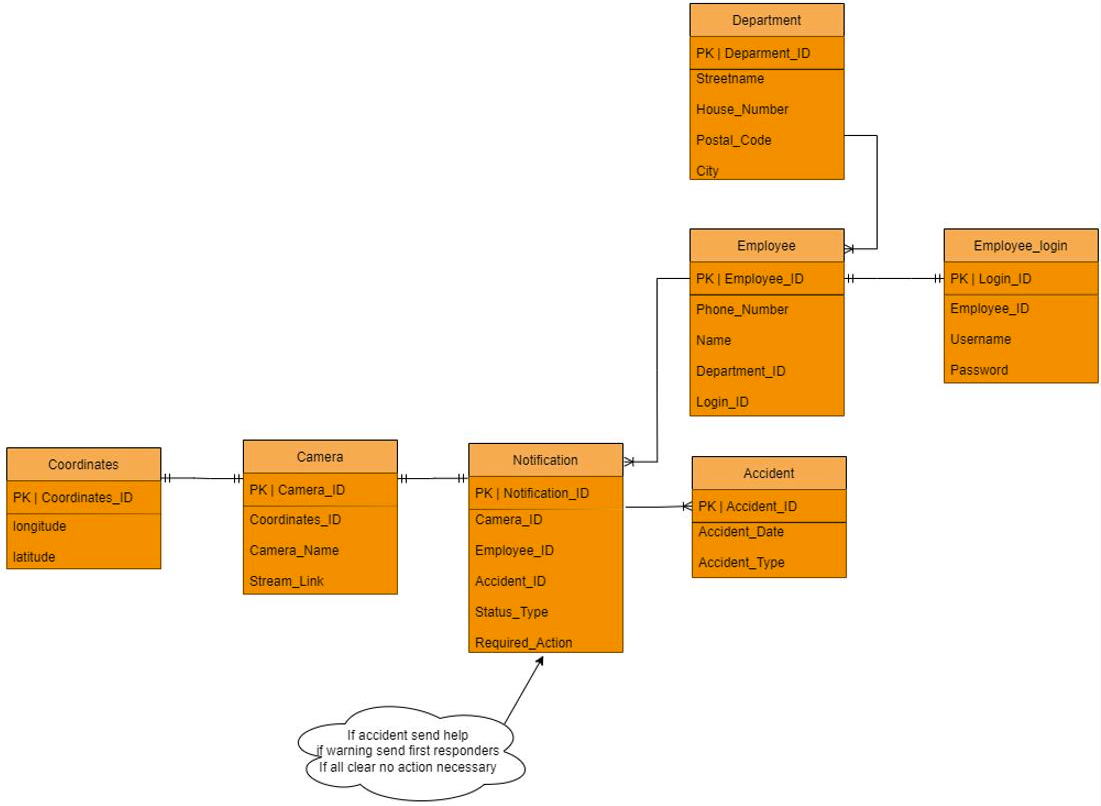 Department
PK | Deparment_ID
Streetname
House_Number
Postal_Code
City
Employee
PK | Employee_ID
Phone_Number
Name
Department_ID
Login_ID
Employee_login
PK | Login_ID
Employee_ID
Username
Password
Coordinates
PK | Coordinates_ID
longitude
latitude
Camera
PK | Camera_ID
Coordinates_ID
Camera_Name
Stream_Link
Notification
PK | Notification_ID
Camera_ID
Employee_ID
Accident_ID
Status_Type
Required_Action
Accident
PK | Accident_ID
Accident_Date
Accident_Type
If accident send help
if warning send first responders
If all clear no action necessary